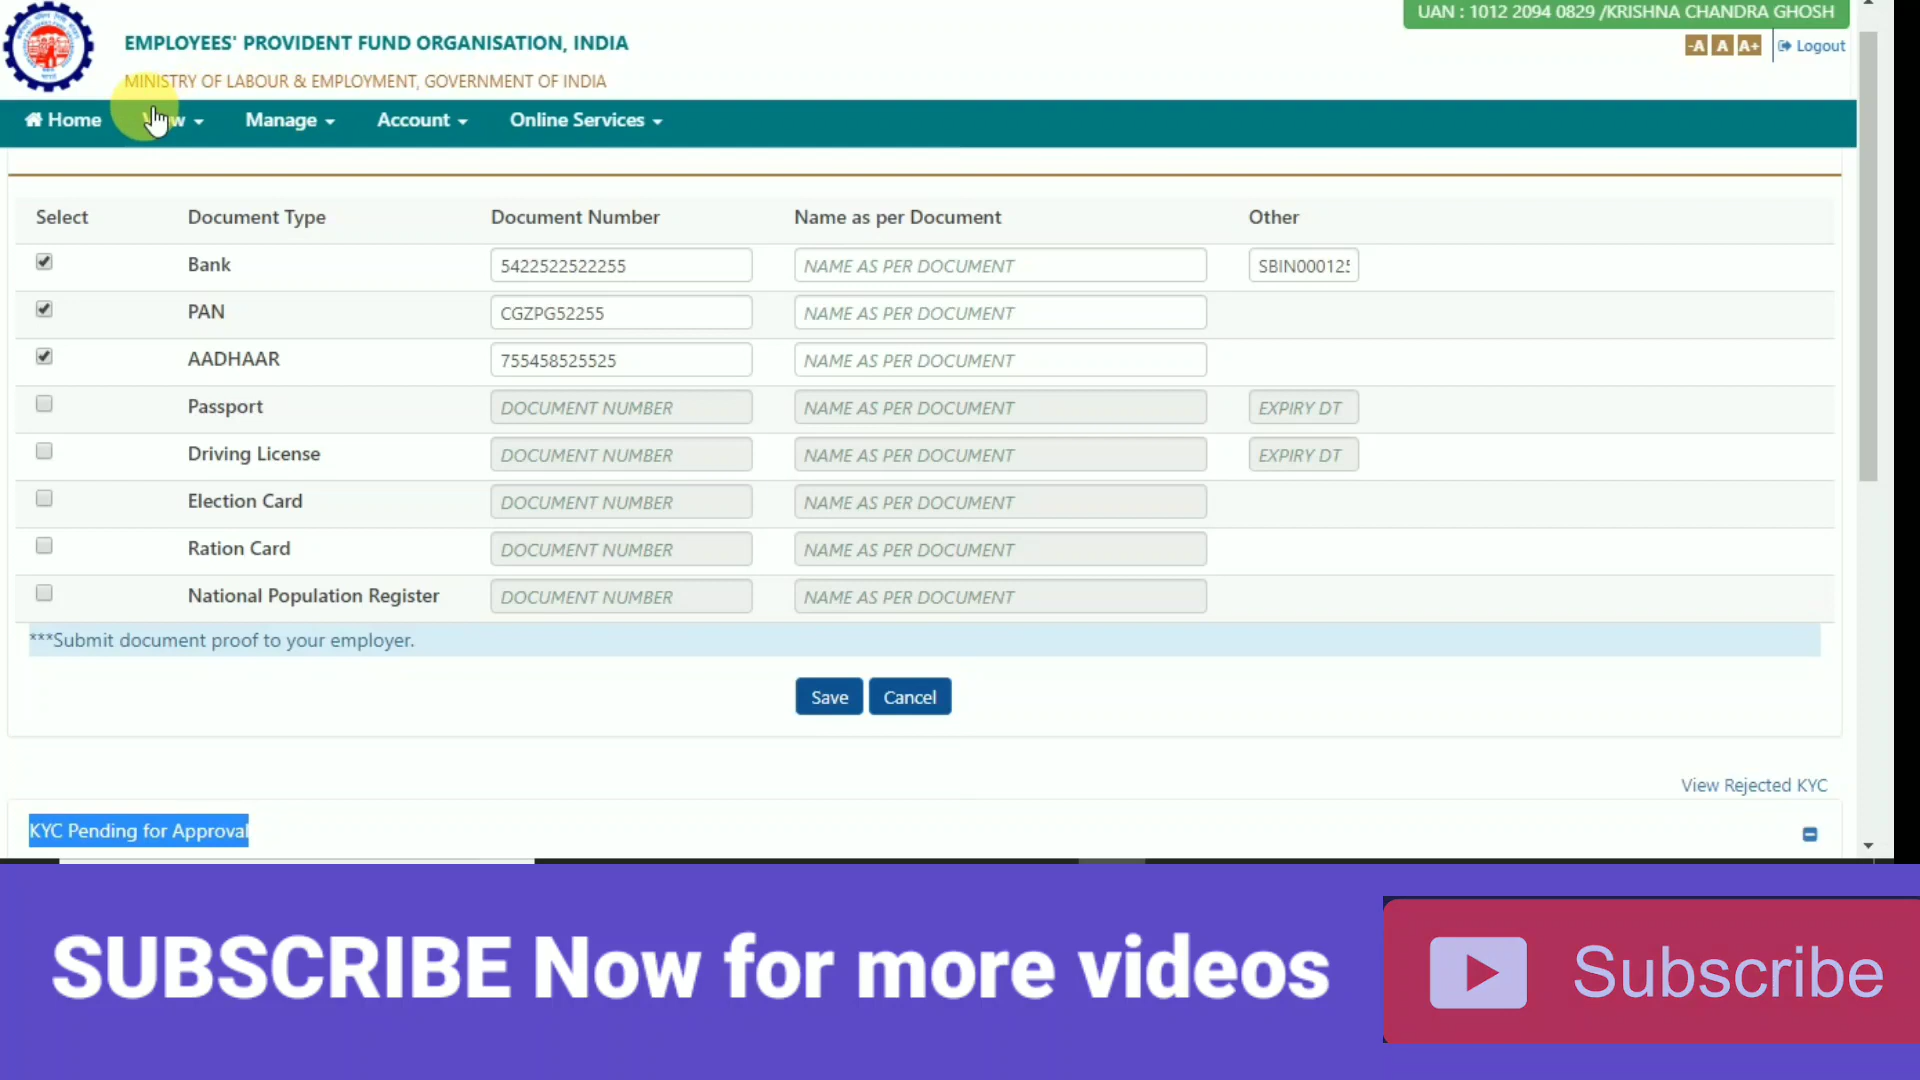 UAN : 1012 2094 0829 /KRISHNA CHANDRA GHOSH
EMPLOYEES' PROVIDENT FUND ORGANISATION, INDIA
-A A A+ Logout
MINISTRY OF LABOUR & EMPLOYMENT, GOVERNMENT OF INDIA
Home Manage Account Online Services
Select Document Type Document Number Name as per Document Other
Bank 5422522522255 NAME AS PER DOCUMENT
PAN CGZPG52255 NAME AS PER DOCUMENT
AADHAAR 755458525525 NAME AS PER DOCUMENT
Passport DOCUMENT NUMBER NAME AS PER DOCUMENT EXPIRY DT
Driving License DOCUMENT NUMBER NAME AS PER DOCUMENT EXPIRY DT
Election Card DOCUMENT NUMBER NAME AS PER DOCUMENT
Ration Card DOCUMENT NUMBER NAME AS PER DOCUMENT
National Population Register DOCUMENT NUMBER NAME AS PER DOCUMENT
***Submit document proof to your employer.
Save Cancel
View Rejected KYC
KYC Pending for Approval
SUBSCRIBE Now for more videos
Subscribe